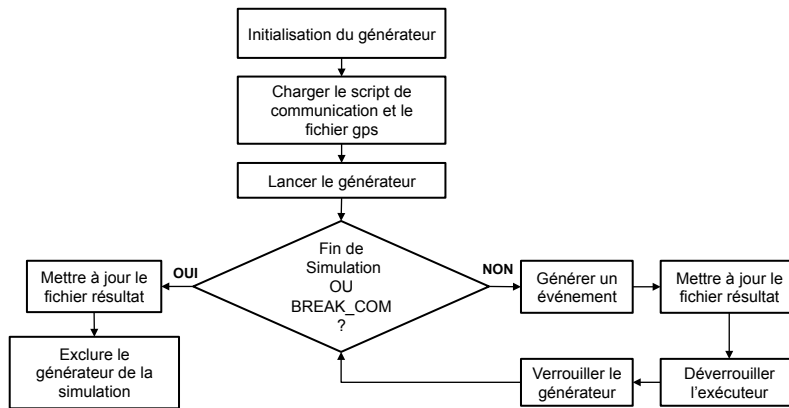 Initialisation du générateur
Charger le script de
communication et le
fichier gps
Lancer le générateur
Fin de
Simulation
OU
BREAK_COM
?
OUI
Mettre à jour le
fichier résultat
Exclure le
générateur de la
simulation
NON
Générer un
événement
Mettre à jour le
fichier résultat
Déverrouiller
l'exécuteur
Verrouiller le
générateur